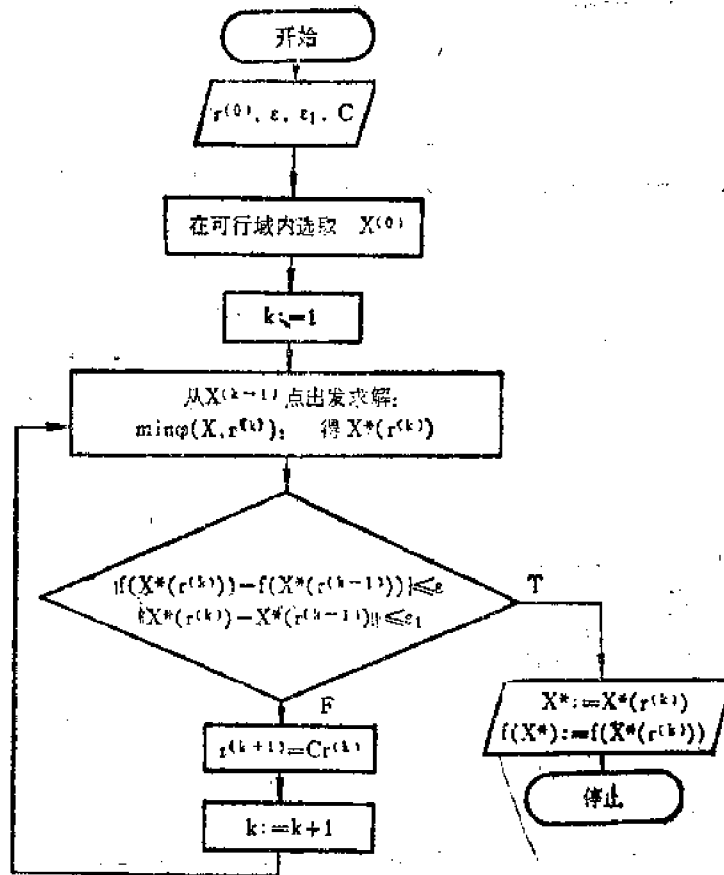 开始
r⁽⁰⁾, ε, ε₁, C
在可行域内选取 X⁽⁰⁾
k:=1
从X⁽ᵏ⁻¹⁾点出发求解:
minφ(X, r⁽ᵏ⁾); 得 X*(r⁽ᵏ⁾)
|f(X*(r⁽ᵏ⁾))-f(X*(r⁽ᵏ⁻¹⁾))|≤ε
‖X*(r⁽ᵏ⁾)-X*(r⁽ᵏ⁻¹⁾)‖≤ε₁
T
F
X*:=X*(r⁽ᵏ⁾)
f(X*):=f(X*(r⁽ᵏ⁾))
r⁽ᵏ⁺¹⁾=Cr⁽ᵏ⁾
停止
k:=k+1